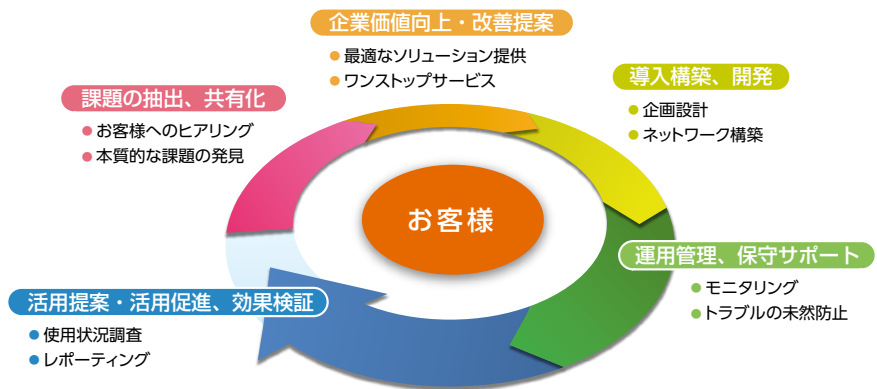 企業価値向上・改善提案
● 最適なソリューション提供
● ワンストップサービス
導入構築、開発
● 企画設計
● ネットワーク構築
課題の抽出、共有化
● お客様へのヒアリング
● 本質的な課題の発見
お客様
運用管理、保守サポート
● モニタリング
● トラブルの未然防止
活用提案・活用促進、効果検証
● 使用状況調査
● レポーティング